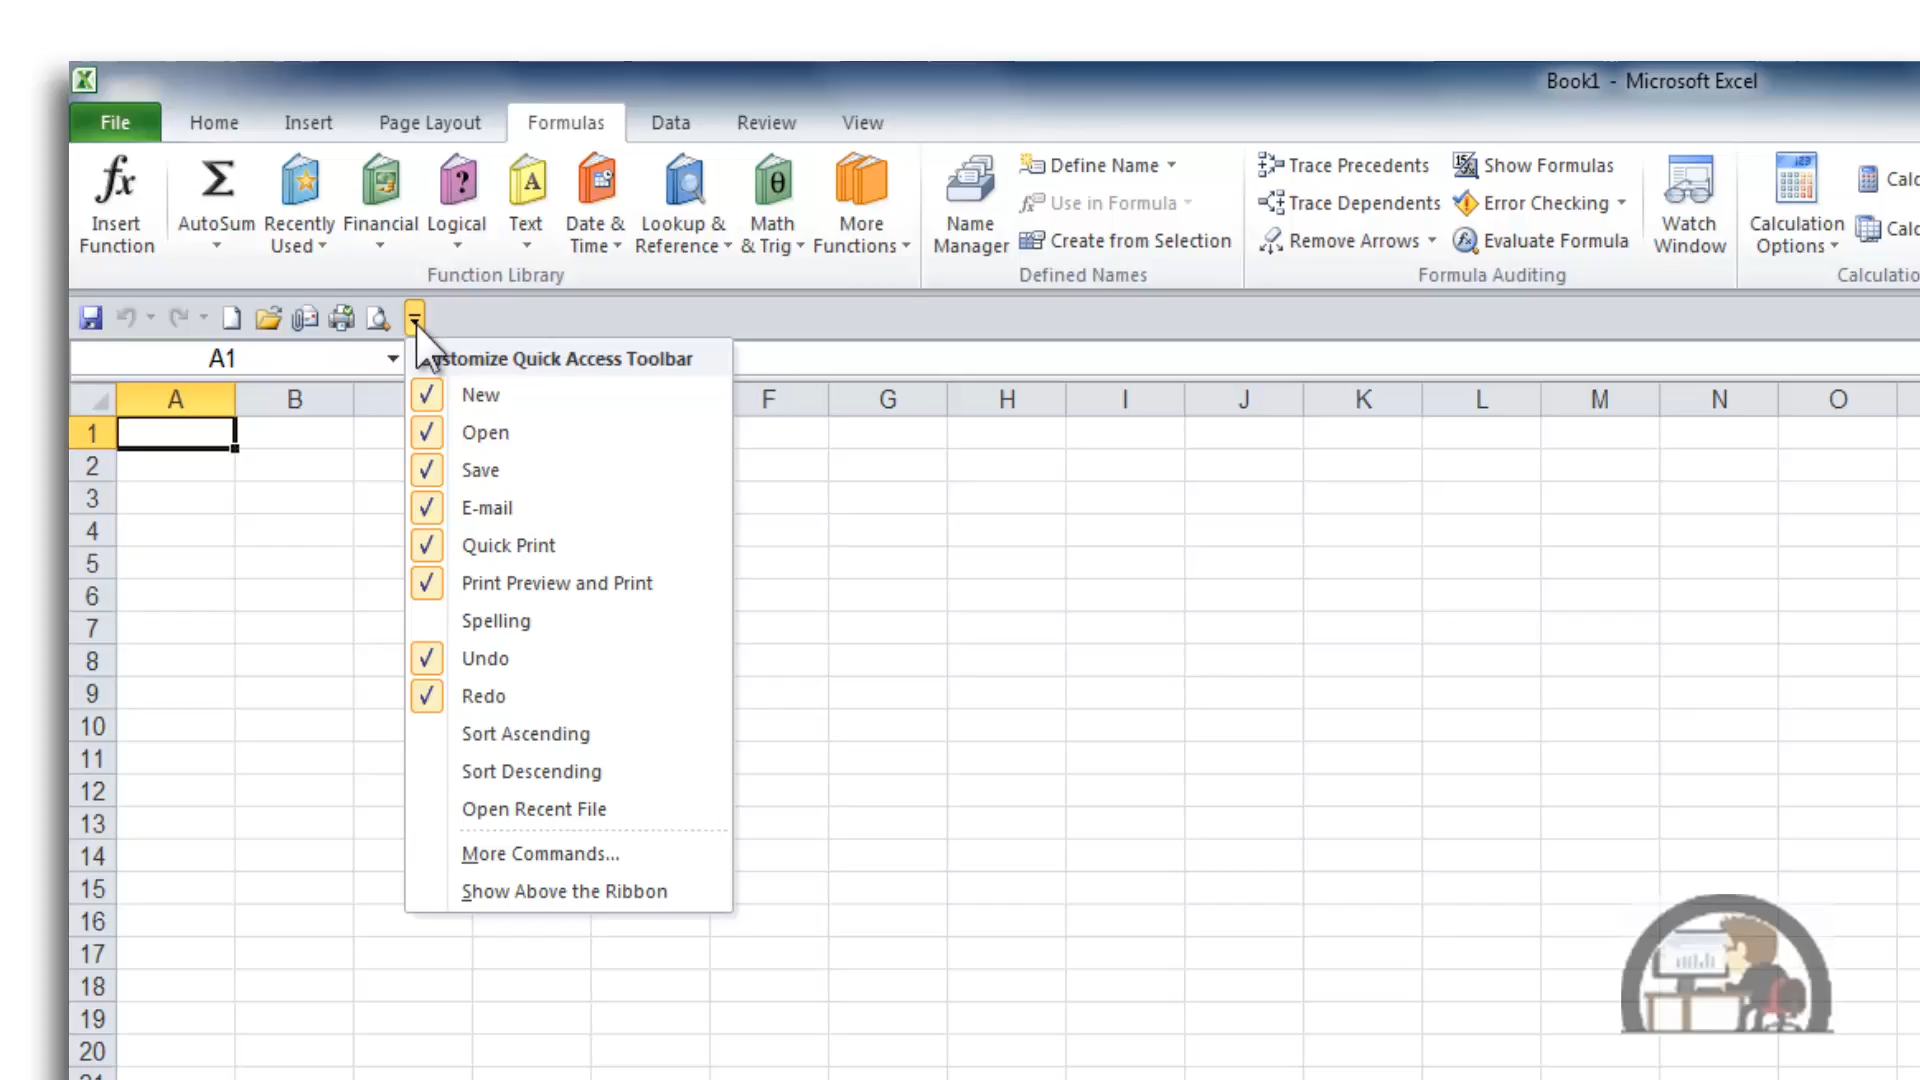 Book1 - Microsoft Excel
File Home Insert Page Layout Formulas Data Review View
Insert Function
AutoSum
Recently Used
Financial
Logical
Text
Date & Time
Lookup & Reference
Math & Trig
More Functions
Function Library
Name Manager
Define Name
Use in Formula
Create from Selection
Defined Names
Trace Precedents
Trace Dependents
Remove Arrows
Show Formulas
Error Checking
Evaluate Formula
Formula Auditing
Watch Window
Calculation Options
A1
Customize Quick Access Toolbar
New
Open
Save
E-mail
Quick Print
Print Preview and Print
Spelling
Undo
Redo
Sort Ascending
Sort Descending
Open Recent File
More Commands...
Show Above the Ribbon
A B F G H I J K L M N O
1
2
3
4
5
6
7
8
9
10
11
12
13
14
15
16
17
18
19
20